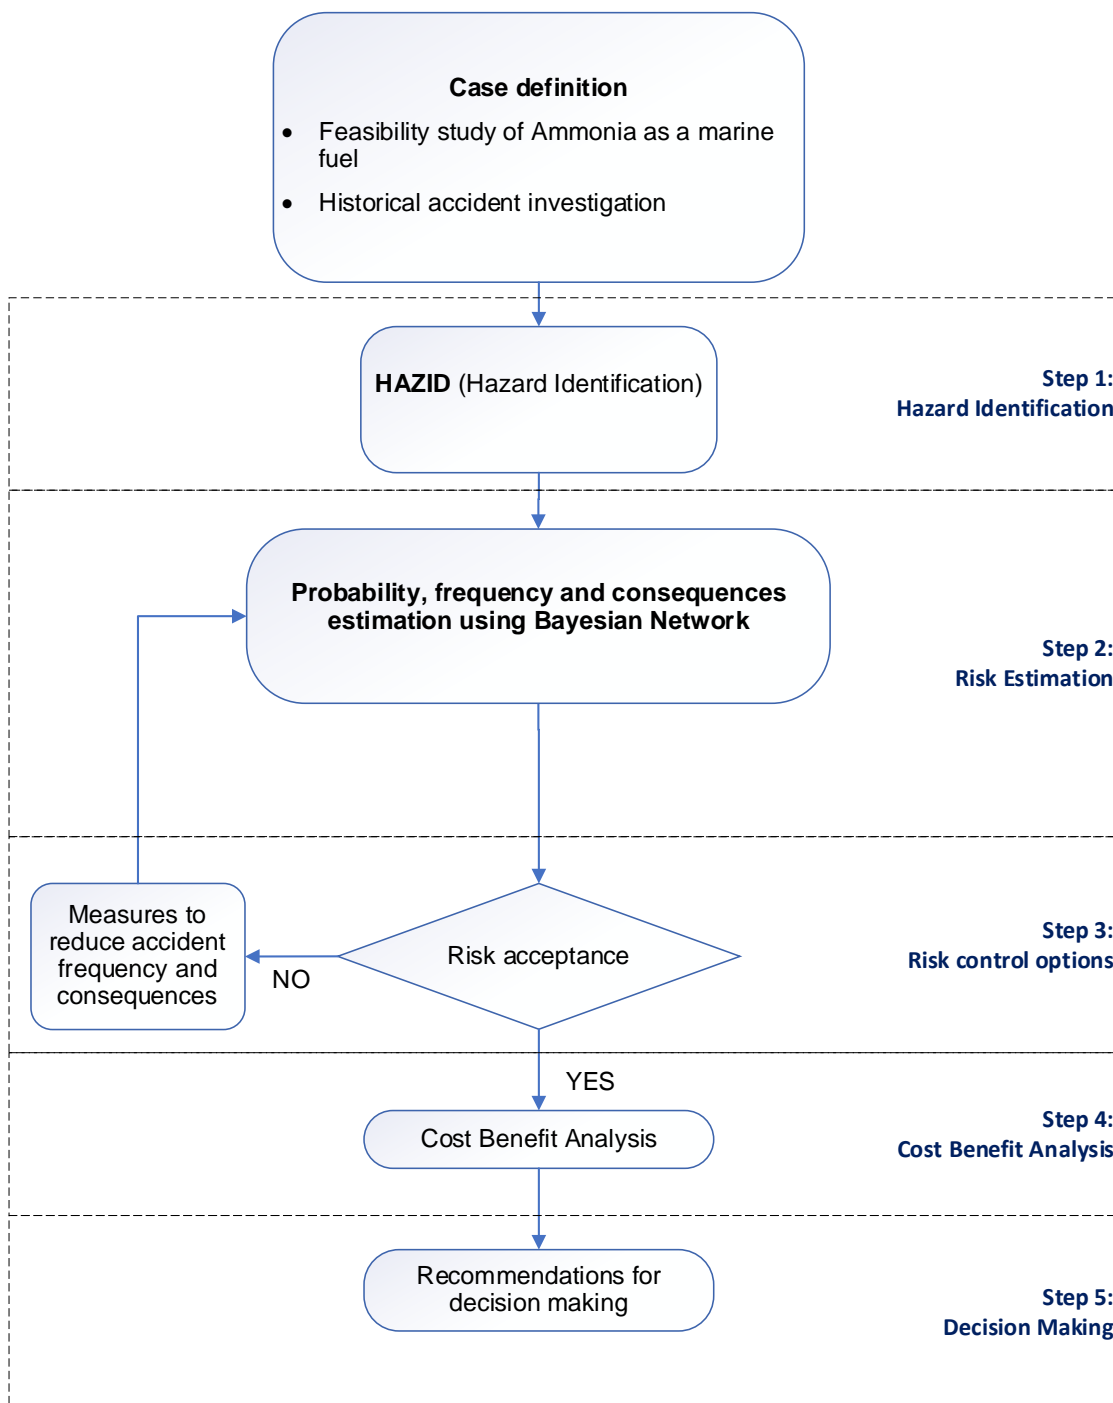 Case definition
• Feasibility study of Ammonia as a marine
fuel
• Historical accident investigation
HAZID (Hazard Identification)
Step 1:
Hazard Identification
Probability, frequency and consequences
estimation using Bayesian Network
Step 2:
Risk Estimation
Measures to
reduce accident
frequency and
consequences
NO
Risk acceptance
Step 3:
Risk control options
YES
Cost Benefit Analysis
Step 4:
Cost Benefit Analysis
Recommendations for
decision making
Step 5:
Decision Making